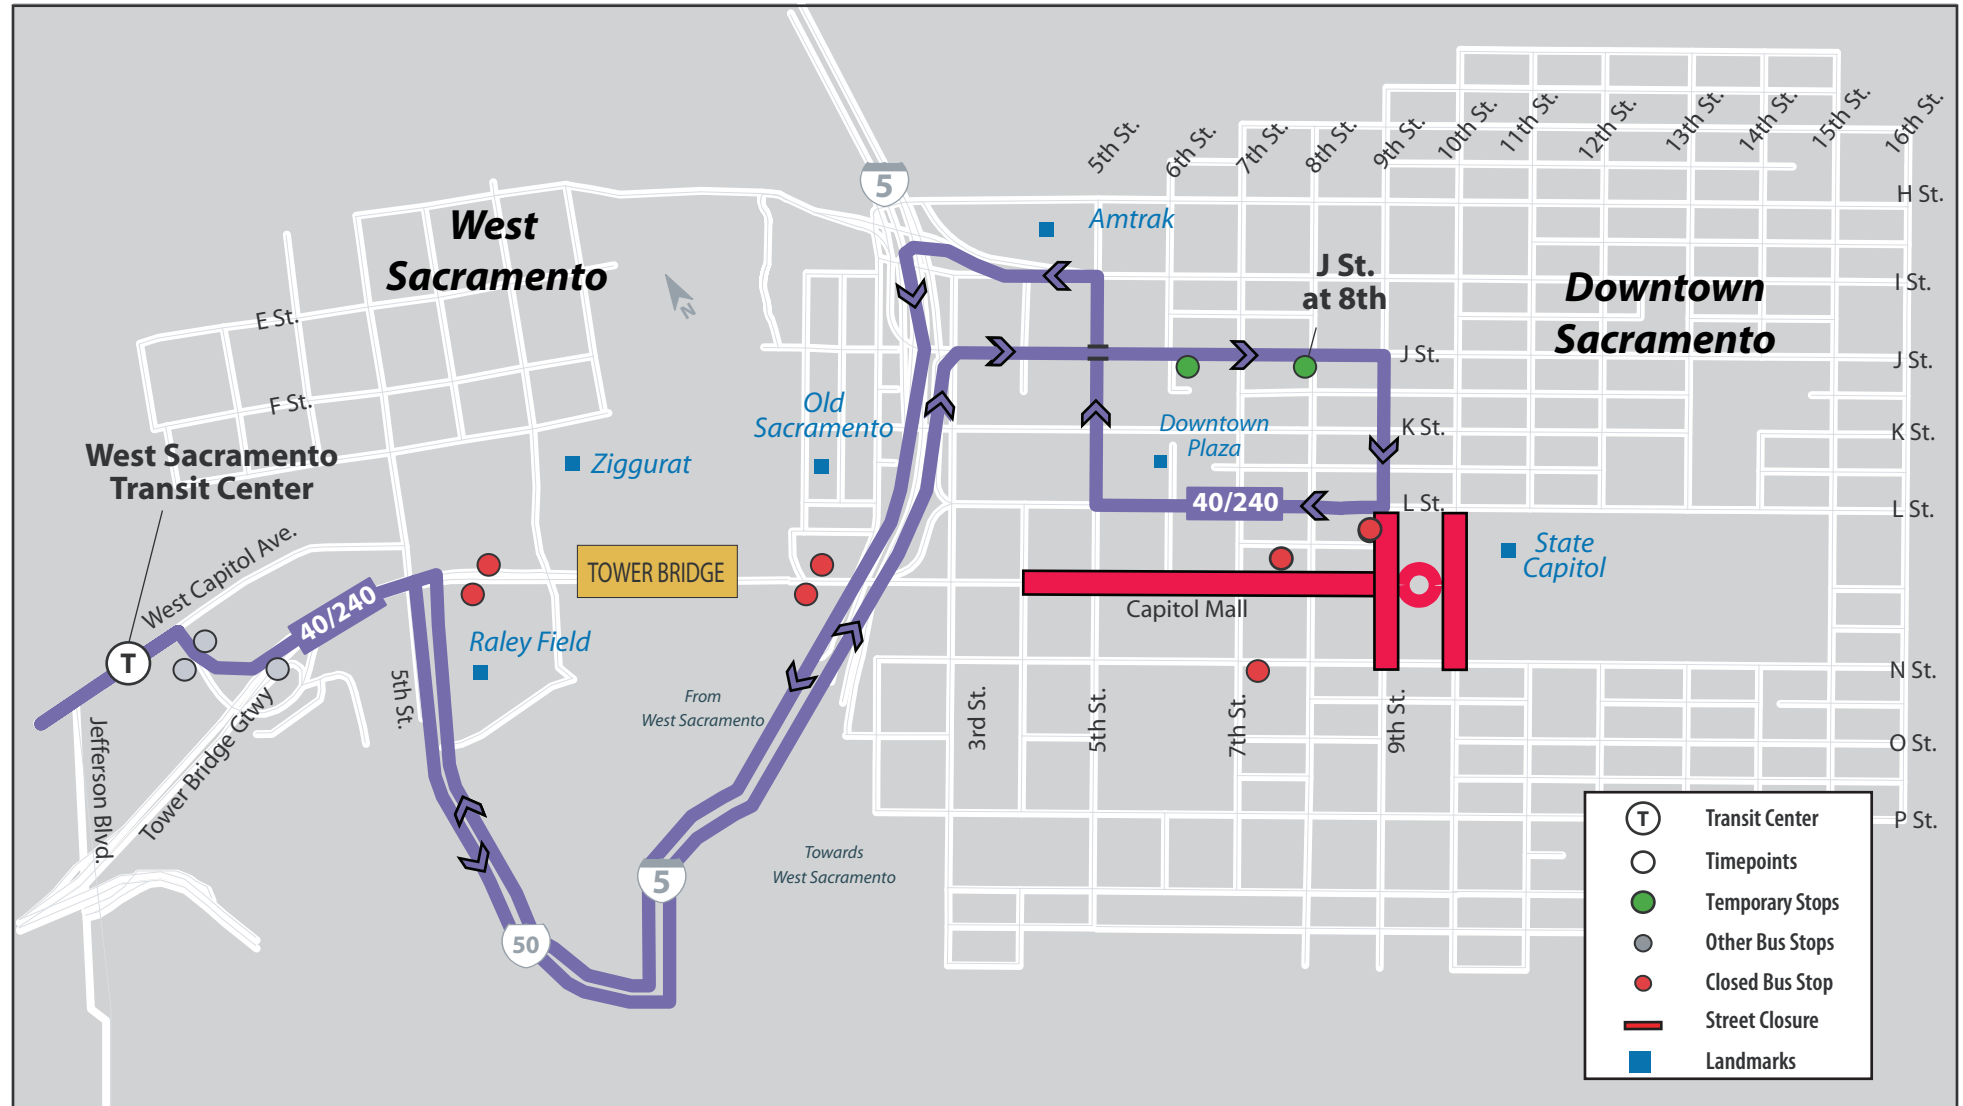 5th St.
6th St.
7th St.
8th St.
9th St.
10th St.
11th St.
12th St.
13th St.
14th St.
15th St.
16th St.
5
H St.
West
Sacramento
Amtrak
J St.
at 8th
Downtown
Sacramento
I St.
N
E St.
J St.
J St.
F St.
Old
Sacramento
Downtown
Plaza
K St.
K St.
West Sacramento
Transit Center
Ziggurat
40/240
L St.
L St.
West Capitol Ave.
TOWER BRIDGE
State
Capitol
40/240
Capitol Mall
T
Raley Field
N St.
5th St.
From
West Sacramento
3rd St.
5th St.
7th St.
9th St.
O St.
Jefferson Blvd.
Tower Bridge Gtwy
P St.
Towards
West Sacramento
5
50
T Transit Center
Timepoints
Temporary Stops
Other Bus Stops
Closed Bus Stop
Street Closure
Landmarks